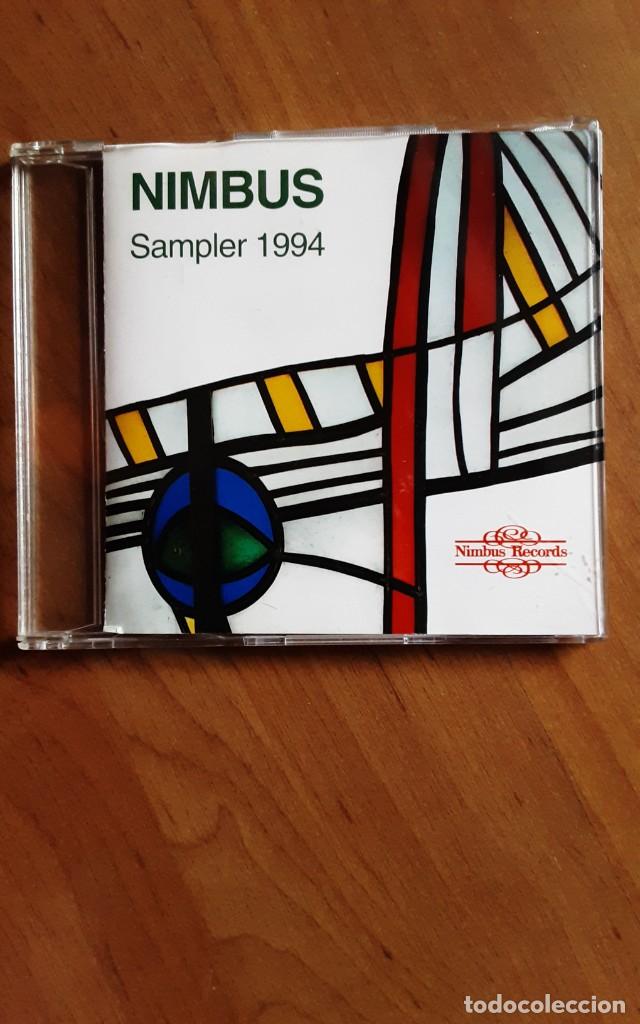 NIMBUS
Sampler 1994
Nimbus Records
todocoleccion